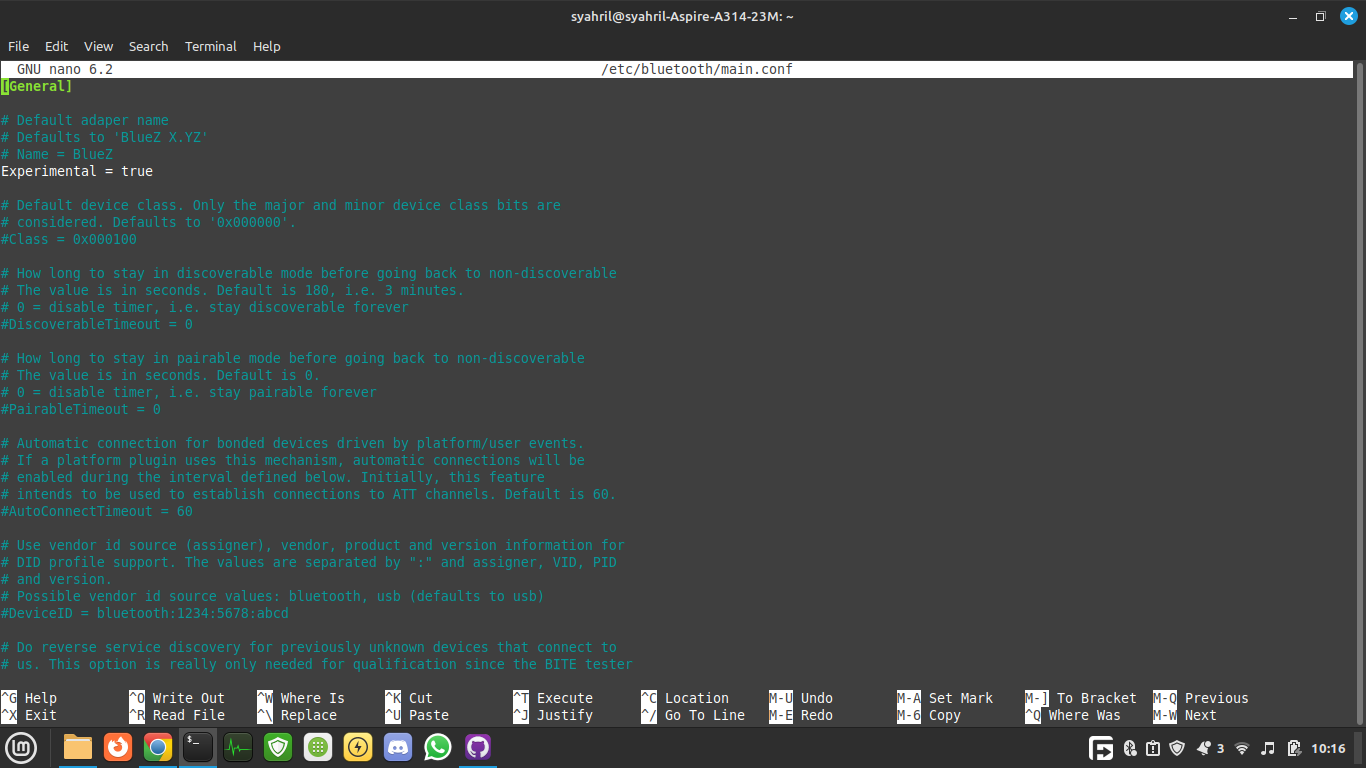 syahril@syahril-Aspire-A314-23M: ~
File Edit View Search Terminal Help
GNU nano 6.2 /etc/bluetooth/main.conf
[General]
# Default adaper name
# Defaults to 'BlueZ X.YZ'
# Name = BlueZ
Experimental = true
# Default device class. Only the major and minor device class bits are
# considered. Defaults to '0x000000'.
#Class = 0x000100
# How long to stay in discoverable mode before going back to non-discoverable
# The value is in seconds. Default is 180, i.e. 3 minutes.
# 0 = disable timer, i.e. stay discoverable forever
#DiscoverableTimeout = 0
# How long to stay in pairable mode before going back to non-discoverable
# The value is in seconds. Default is 0.
# 0 = disable timer, i.e. stay pairable forever
#PairableTimeout = 0
# Automatic connection for bonded devices driven by platform/user events.
# If a platform plugin uses this mechanism, automatic connections will be
# enabled during the interval defined below. Initially, this feature
# intends to be used to establish connections to ATT channels. Default is 60.
#AutoConnectTimeout = 60
# Use vendor id source (assigner), vendor, product and version information for
# DID profile support. The values are separated by ":" and assigner, VID, PID
# and version.
# Possible vendor id source values: bluetooth, usb (defaults to usb)
#DeviceID = bluetooth:1234:5678:abcd
# Do reverse service discovery for previously unknown devices that connect to
# us. This option is really only needed for qualification since the BITE tester
^G Help ^O Write Out ^W Where Is ^K Cut ^T Execute ^C Location M-U Undo M-A Set Mark M-] To Bracket M-Q Previous
^X Exit ^R Read File ^\ Replace ^U Paste ^J Justify ^/ Go To Line M-E Redo M-6 Copy ^Q Where Was M-W Next
3 10:16